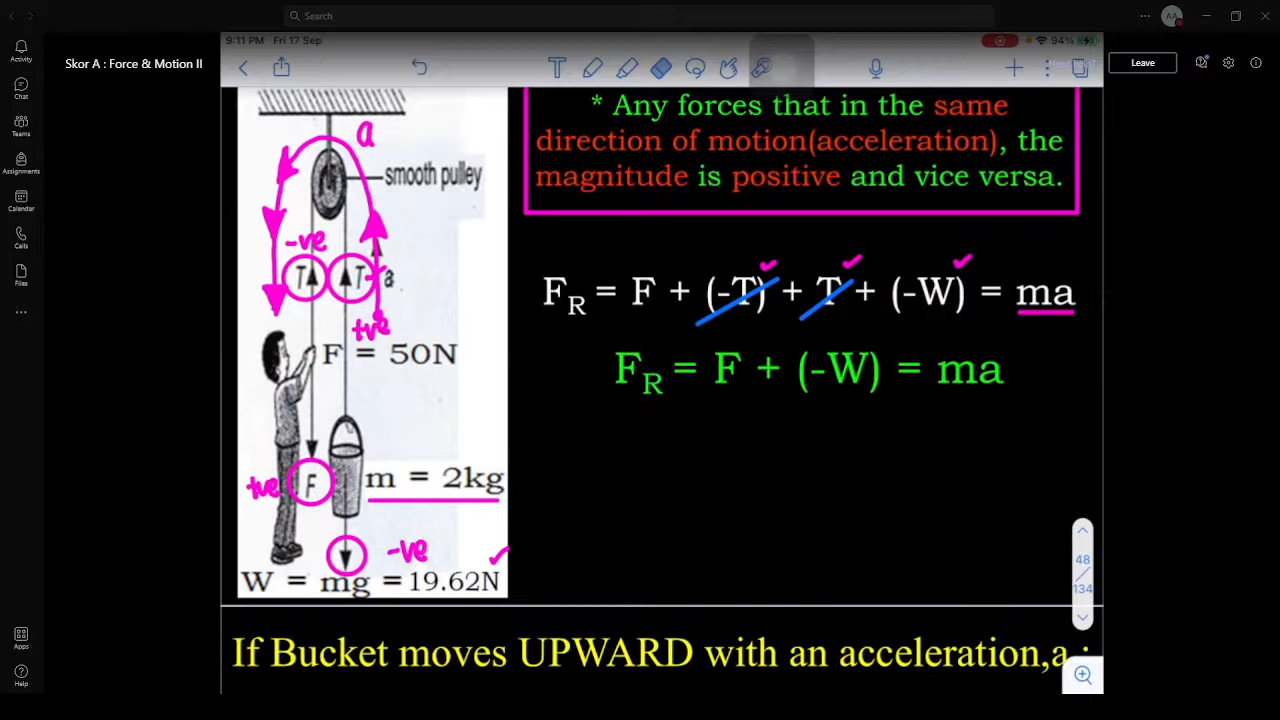 Search
AA
9:11 PM Fri 17 Sep
94%
Activity
Chat
Teams
Assignments
Calendar
Calls
Files
Apps
Help
Skor A : Force & Motion II
Leave
a
smooth pulley
-ve
T
T
a
+ve
F = 50N
+ve
F
m = 2kg
-ve
W = mg = 19.62N
* Any forces that in the same
direction of motion(acceleration), the
magnitude is positive and vice versa.
FR = F + (-T) + T + (-W) = ma
FR = F + (-W) = ma
48
134
If Bucket moves UPWARD with an acceleration,a :